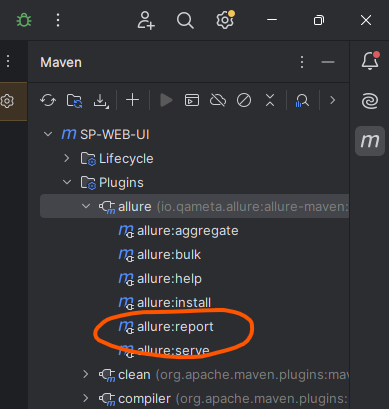 Maven
m SP-WEB-UI
Lifecycle
Plugins
allure (io.qameta.allure:allure-maven:
m allure:aggregate
m allure:bulk
m allure:help
m allure:install
m allure:report
m allure:serve
clean (org.apache.maven.plugins:mav
compiler (org.apache.maven.plugins:
m